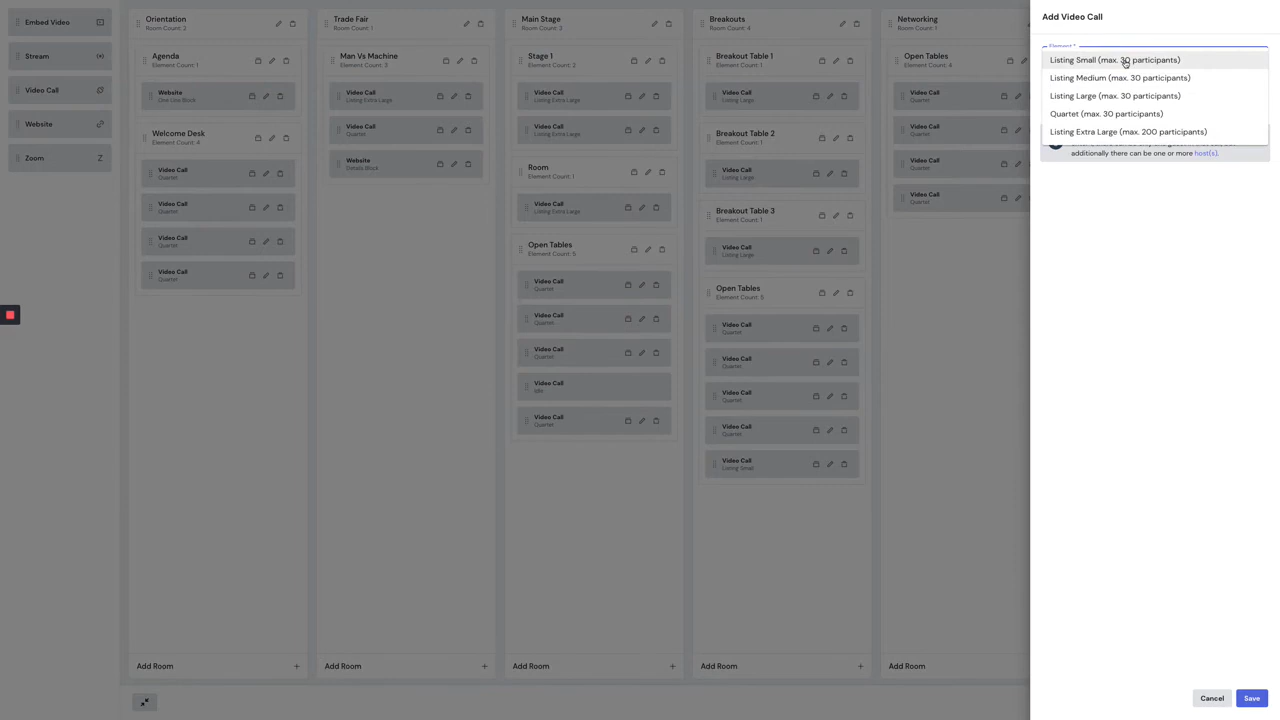 Embed Video
Stream
Video Call
Website
Zoom
Z
Orientation
Room Count: 2
Agenda
Element Count: 1
Website
One Uno Block
Welcome Desk
Element Count: 4
Video Call
Quartet
Video Call
Quartet
Video Call
Quartet
Video Call
Quartet
Add Room
Trade Fair
Room Count: 1
Man Vs Machine
Element Count: 3
Video Call
Listing Extra Large
Video Call
Quartet
Website
Details Block
Add Room
Main Stage
Room Count: 3
Stage 1
Element Count: 2
Video Call
Listing Extra Large
Video Call
Listing Extra Large
Room
Element Count: 1
Video Call
Listing Extra Large
Open Tables
Element Count: 5
Video Call
Quartet
Video Call
Quartet
Video Call
Quartet
Video Call
Video Call
Quartet
Add Room
Breakouts
Room Count: 4
Breakout Table 1
Element Count: 1
Video Call
Listing Large
Breakout Table 2
Element Count: 1
Video Call
Listing Large
Breakout Table 3
Element Count: 1
Video Call
Listing Large
Open Tables
Element Count: 5
Video Call
Quartet
Video Call
Quartet
Video Call
Quartet
Video Call
Quartet
Video Call
Listing Small
Add Room
Networking
Room Count: 1
Open Tables
Element Count: 4
Video Call
Quartet
Video Call
Quartet
Video Call
Quartet
Video Call
Quartet
Add Room
Add Video Call
Element *
Listing Small (max. 30 participants)
Listing Medium (max. 30 participants)
Listing Large (max. 30 participants)
Quartet (max. 30 participants)
Listing Extra Large (max. 200 participants)
additionally there can be one or more host(s).
Cancel
Save